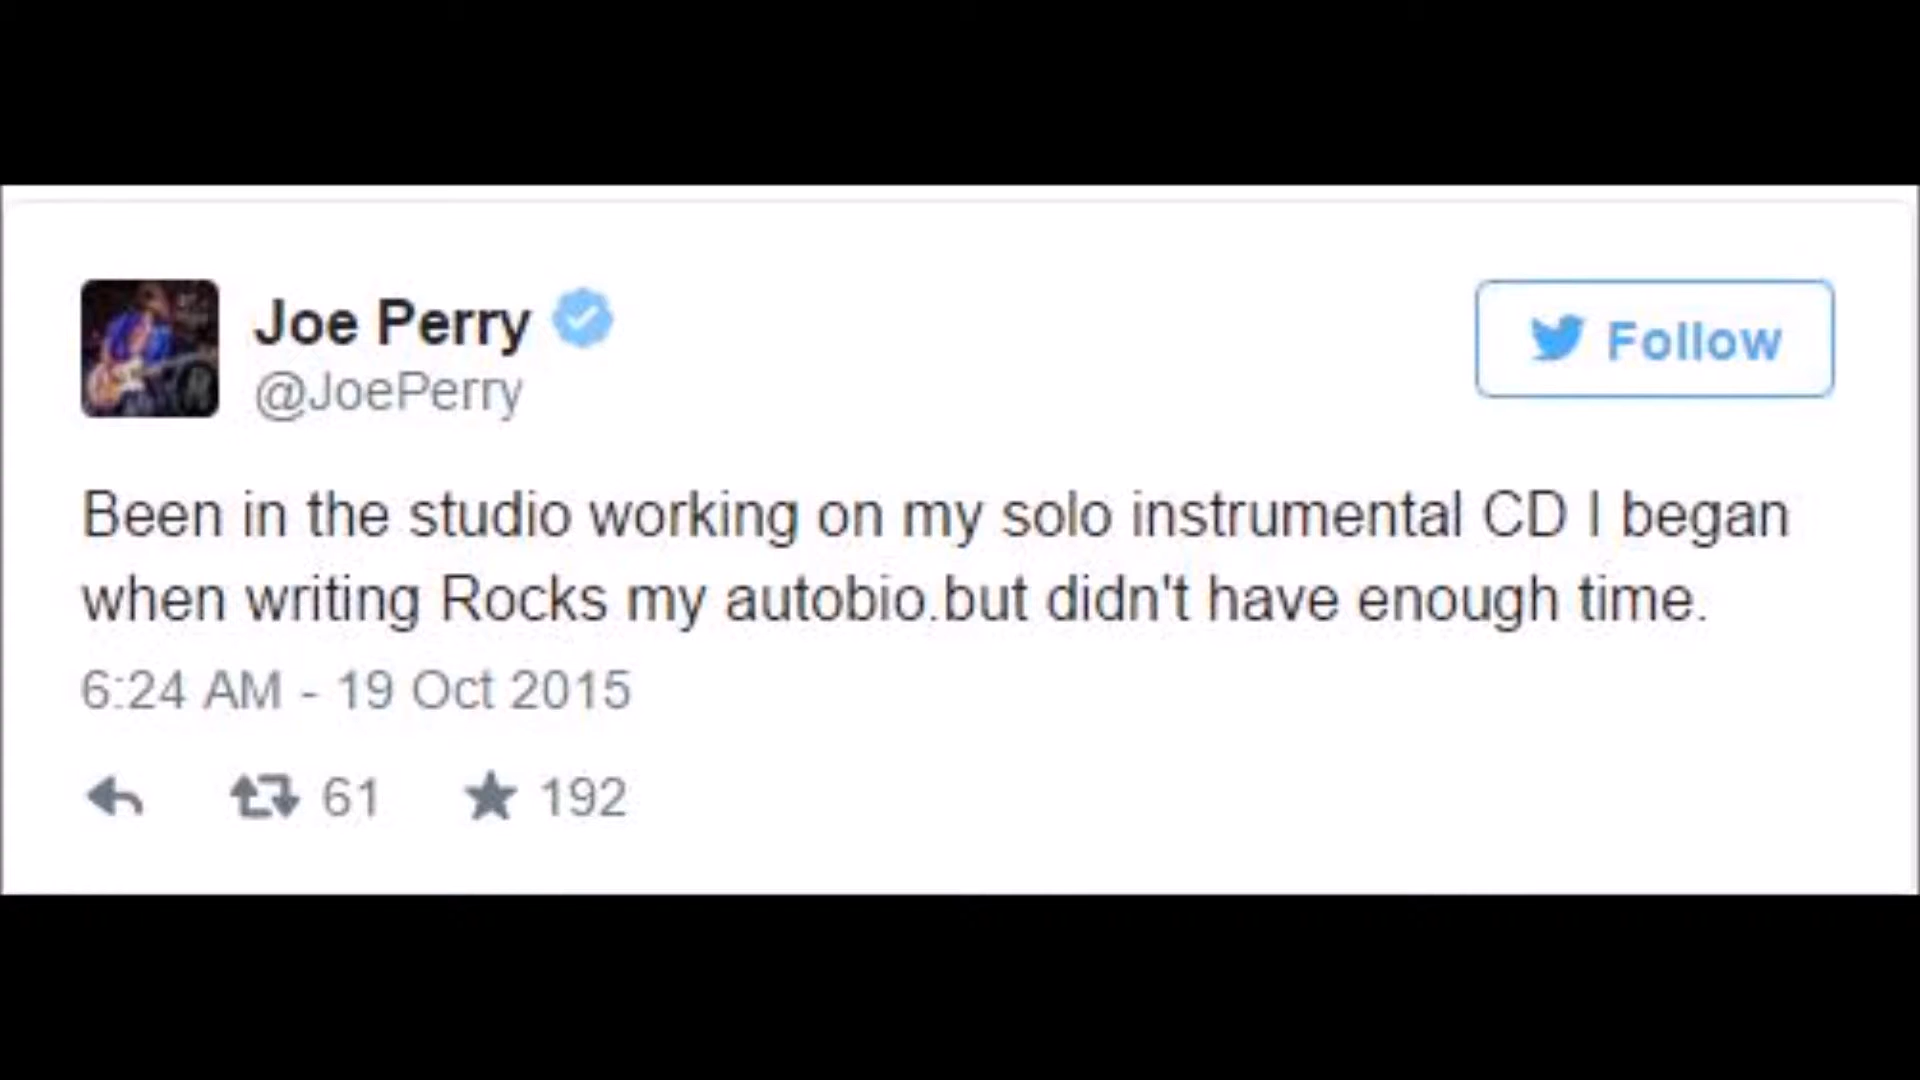 Joe Perry
@JoePerry
Follow
Been in the studio working on my solo instrumental CD I began
when writing Rocks my autobio.but didn't have enough time.
6:24 AM - 19 Oct 2015
61 192